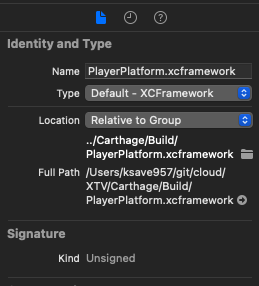 Identity and Type
Name PlayerPlatform.xcframework
Type Default - XCFramework
Location Relative to Group
../Carthage/Build/
PlayerPlatform.xcframework
Full Path /Users/ksave957/git/cloud/
XTV/Carthage/Build/
PlayerPlatform.xcframework
Signature
Kind Unsigned